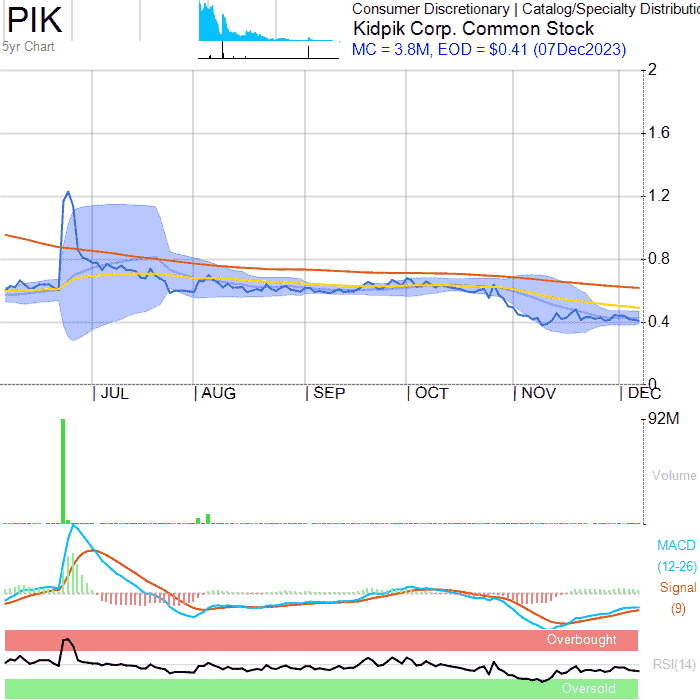 PIK
5yr Chart
Consumer Discretionary | Catalog/Specialty Distributio
Kidpik Corp. Common Stock
MC = 3.8M, EOD = $0.41 (07Dec2023)
2
1.6
1.2
0.8
0.4
0
JUL AUG SEP OCT NOV DEC
92M
Volume
MACD
(12-26)
Signal
(9)
Overbought
RSI(14)
Oversold